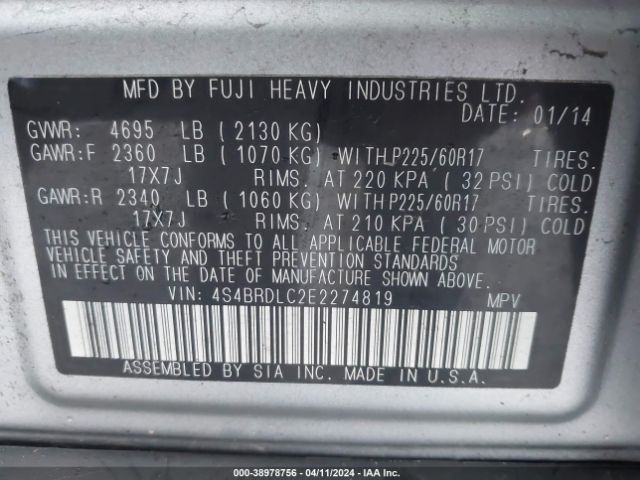 MFD BY FUJI HEAVY INDUSTRIES LTD.
DATE: 01/14
GVWR: 4695 LB (2130 KG)
GAWR:F 2360 LB (1070 KG) WITH P225/60R17 TIRES.
17X7J RIMS. AT 220 KPA (32 PSI) COLD
GAWR:R 2340 LB (1060 KG) WITH P225/60R17 TIRES.
17X7J RIMS. AT 210 KPA (30 PSI) COLD
THIS VEHICLE CONFORMS TO ALL APPLICABLE FEDERAL MOTOR
VEHICLE SAFETY AND THEFT PREVENTION STANDARDS
IN EFFECT ON THE DATE OF MANUFACTURE SHOWN ABOVE.
VIN: 4S4BRDLC2E2274819 MPV
ASSEMBLED BY SIA INC. MADE IN U.S.A.
000-38978756 - 04/11/2024 - IAA Inc.